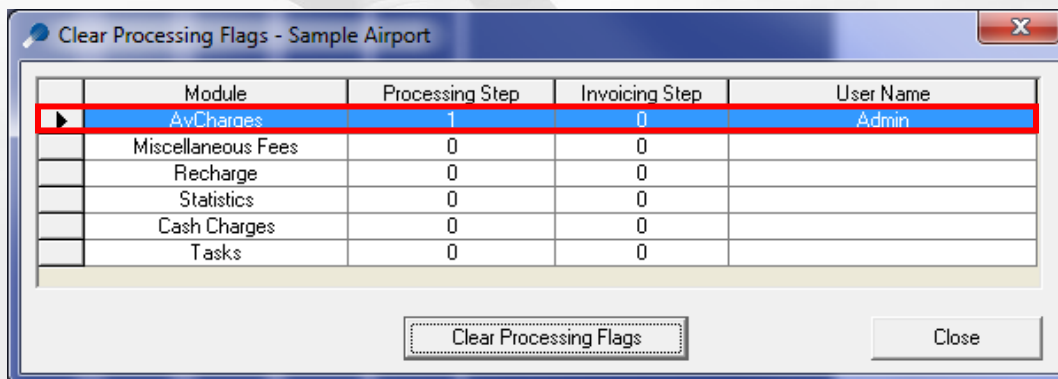 Clear Processing Flags - Sample Airport
Module Processing Step Invoicing Step User Name
AvCharges 1 0 Admin
Miscellaneous Fees 0 0
Recharge 0 0
Statistics 0 0
Cash Charges 0 0
Tasks 0 0
Clear Processing Flags Close